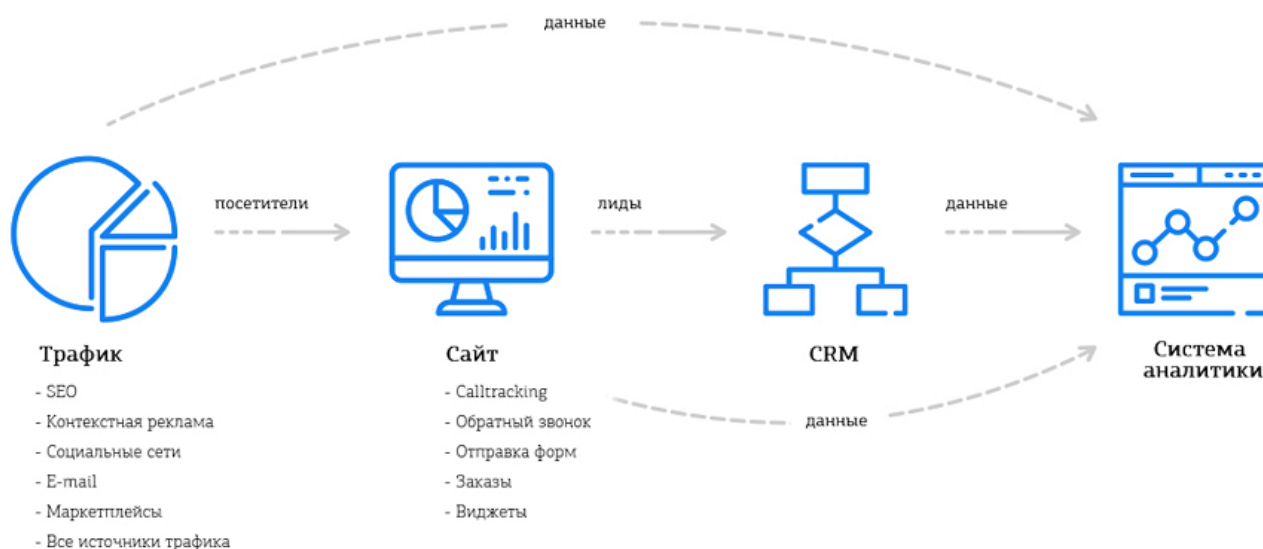 данные
посетители
лиды
данные
Трафик
- SEO
- Контекстная реклама
- Социальные сети
- E-mail
- Маркетплейсы
- Все источники трафика
Сайт
- Calltracking
- Обратный звонок
- Отправка форм
- Заказы
- Виджеты
CRM
данные
Система
аналитики